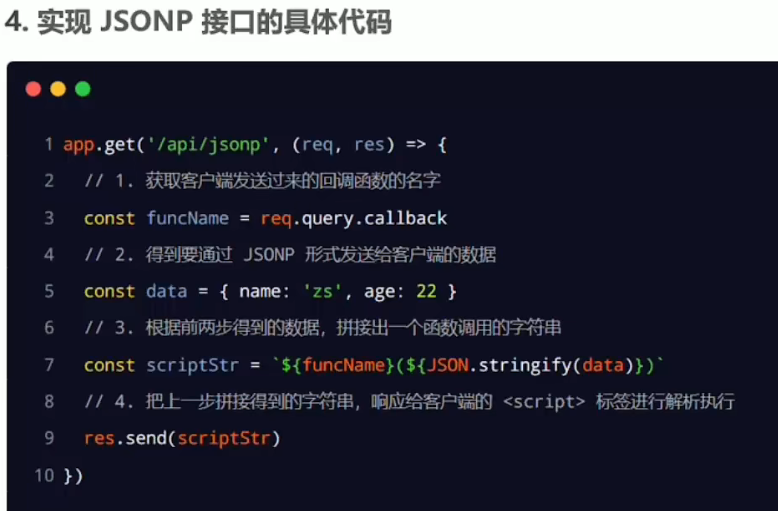 4. 实现 JSONP 接口的具体代码
1 app.get('/api/jsonp', (req, res) => {
2 // 1. 获取客户端发送过来的回调函数的名字
3 const funcName = req.query.callback
4 // 2. 得到要通过 JSONP 形式发送给客户端的数据
5 const data = { name: 'zs', age: 22 }
6 // 3. 根据前两步得到的数据，拼接出一个函数调用的字符串
7 const scriptStr = `${funcName}(${JSON.stringify(data)})`
8 // 4. 把上一步拼接得到的字符串，响应给客户端的 <script> 标签进行解析执行
9 res.send(scriptStr)
10 })